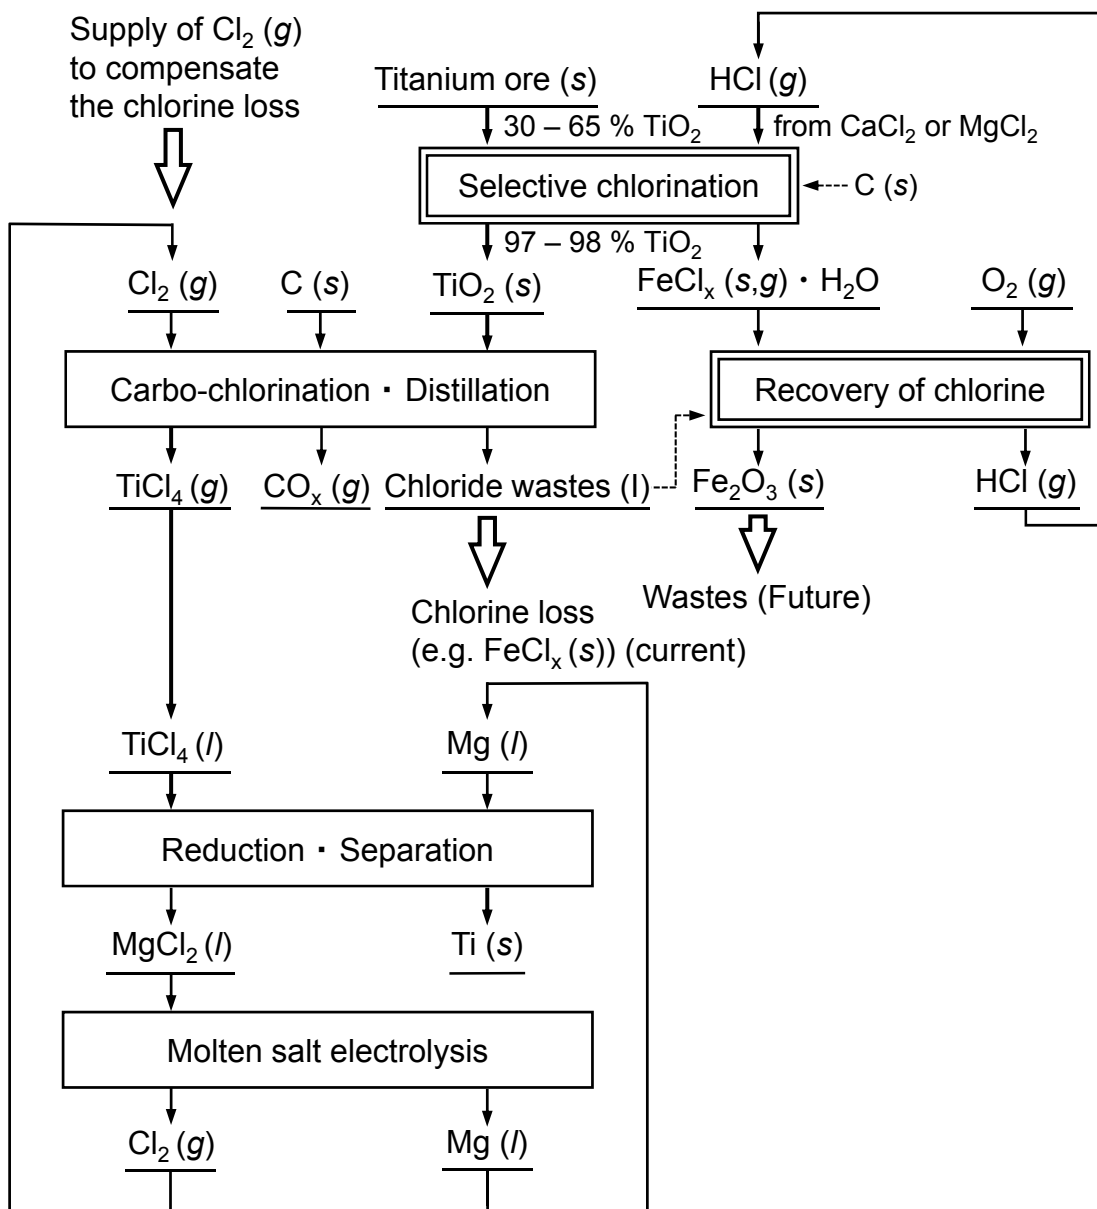 Supply of Cl₂ (g)
to compensate
the chlorine loss
Titanium ore (s)
HCl (g)
30 – 65 % TiO₂
from CaCl₂ or MgCl₂
Selective chlorination
C (s)
97 – 98 % TiO₂
Cl₂ (g)
C (s)
TiO₂ (s)
FeClₓ (s,g)・H₂O
O₂ (g)
Carbo-chlorination・Distillation
Recovery of chlorine
TiCl₄ (g)
COₓ (g)
Chloride wastes (I)
Fe₂O₃ (s)
HCl (g)
Chlorine loss
(e.g. FeClₓ (s)) (current)
Wastes (Future)
TiCl₄ (l)
Mg (l)
Reduction・Separation
MgCl₂ (l)
Ti (s)
Molten salt electrolysis
Cl₂ (g)
Mg (l)